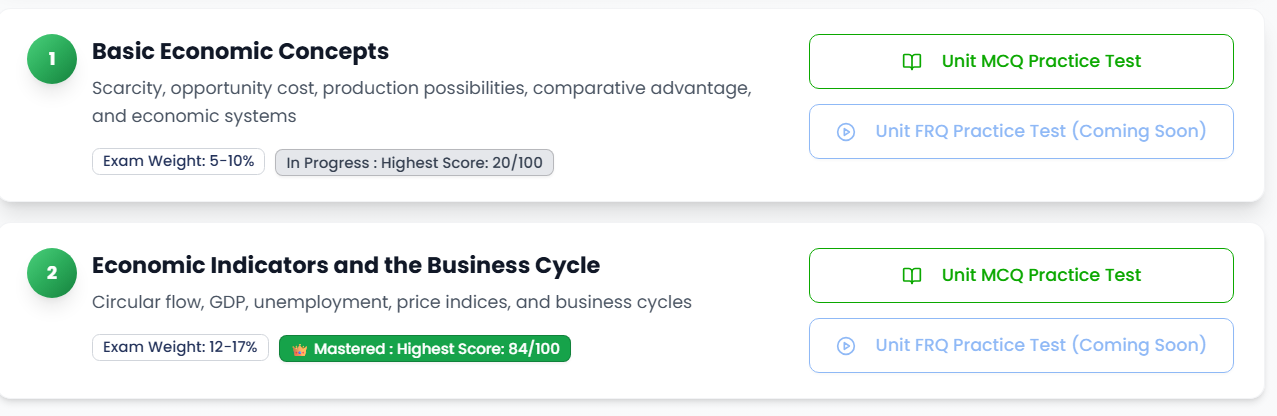 1
Basic Economic Concepts
Scarcity, opportunity cost, production possibilities, comparative advantage,
and economic systems
Exam Weight: 5-10%
In Progress : Highest Score: 20/100
Unit MCQ Practice Test
Unit FRQ Practice Test (Coming Soon)
2
Economic Indicators and the Business Cycle
Circular flow, GDP, unemployment, price indices, and business cycles
Exam Weight: 12-17%
Mastered : Highest Score: 84/100
Unit MCQ Practice Test
Unit FRQ Practice Test (Coming Soon)